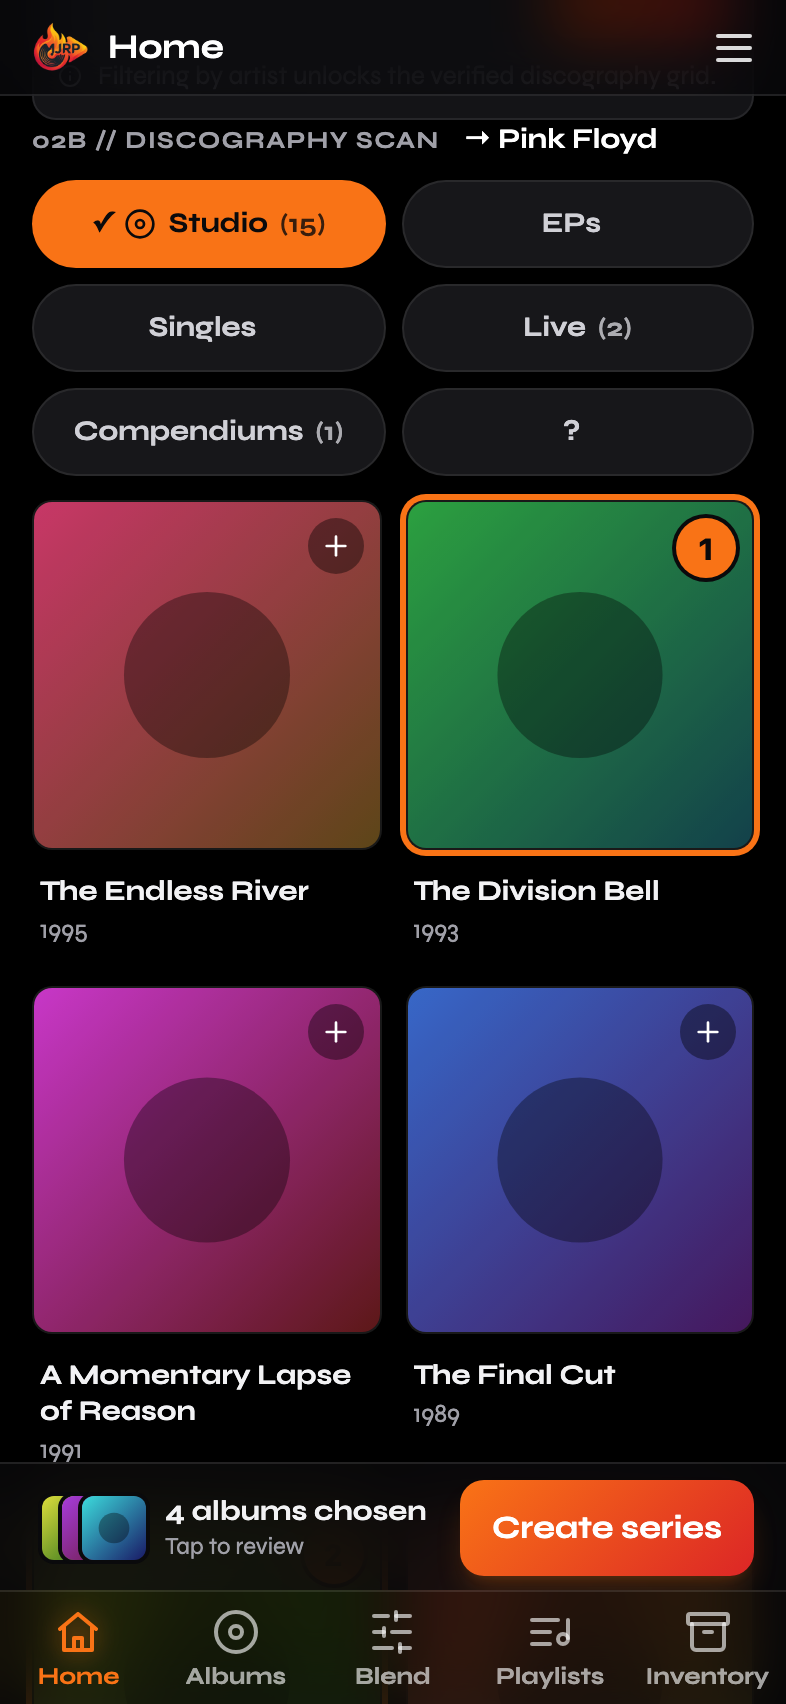 MJRP
Home
Filtering by artist unlocks the verified discography grid.
02B // DISCOGRAPHY SCAN → Pink Floyd
✓ Studio (15)
EPs
Singles
Live (2)
Compendiums (1)
?
+
1
The Endless River
The Division Bell
1995
1993
+
+
A Momentary Lapse
of Reason
The Final Cut
1989
1991
4 albums chosen
Tap to review
Create series
Home
Albums
Blend
Playlists
Inventory